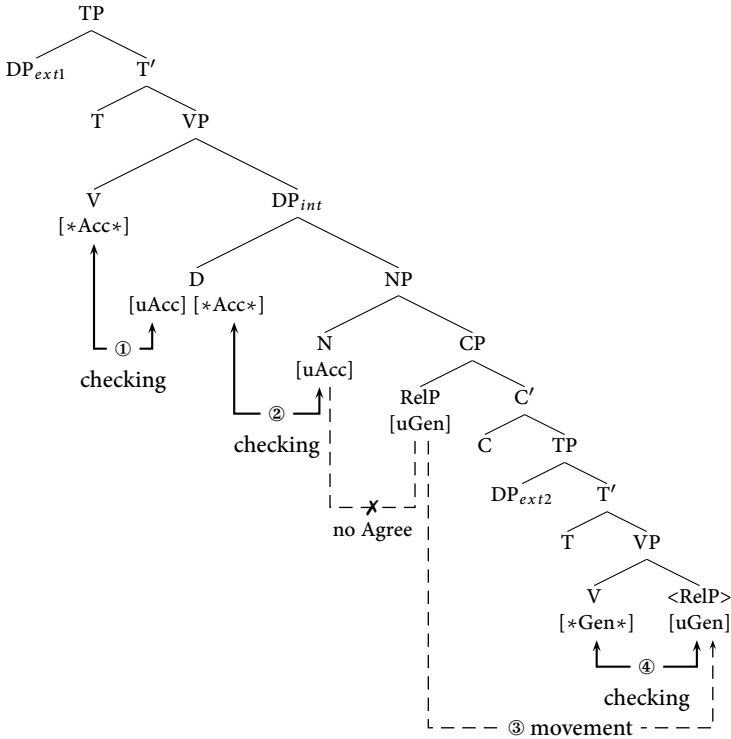 TP
DPext1 T′
T VP
V DPint
[∗Acc∗]
D NP
[uAcc] [∗Acc∗]
① N CP
checking [uAcc]
RelP C′
② [uGen]
checking C TP
DPext2 T′
✗
no Agree
T VP
V <RelP>
[∗Gen∗] [uGen]
④
checking
③ movement